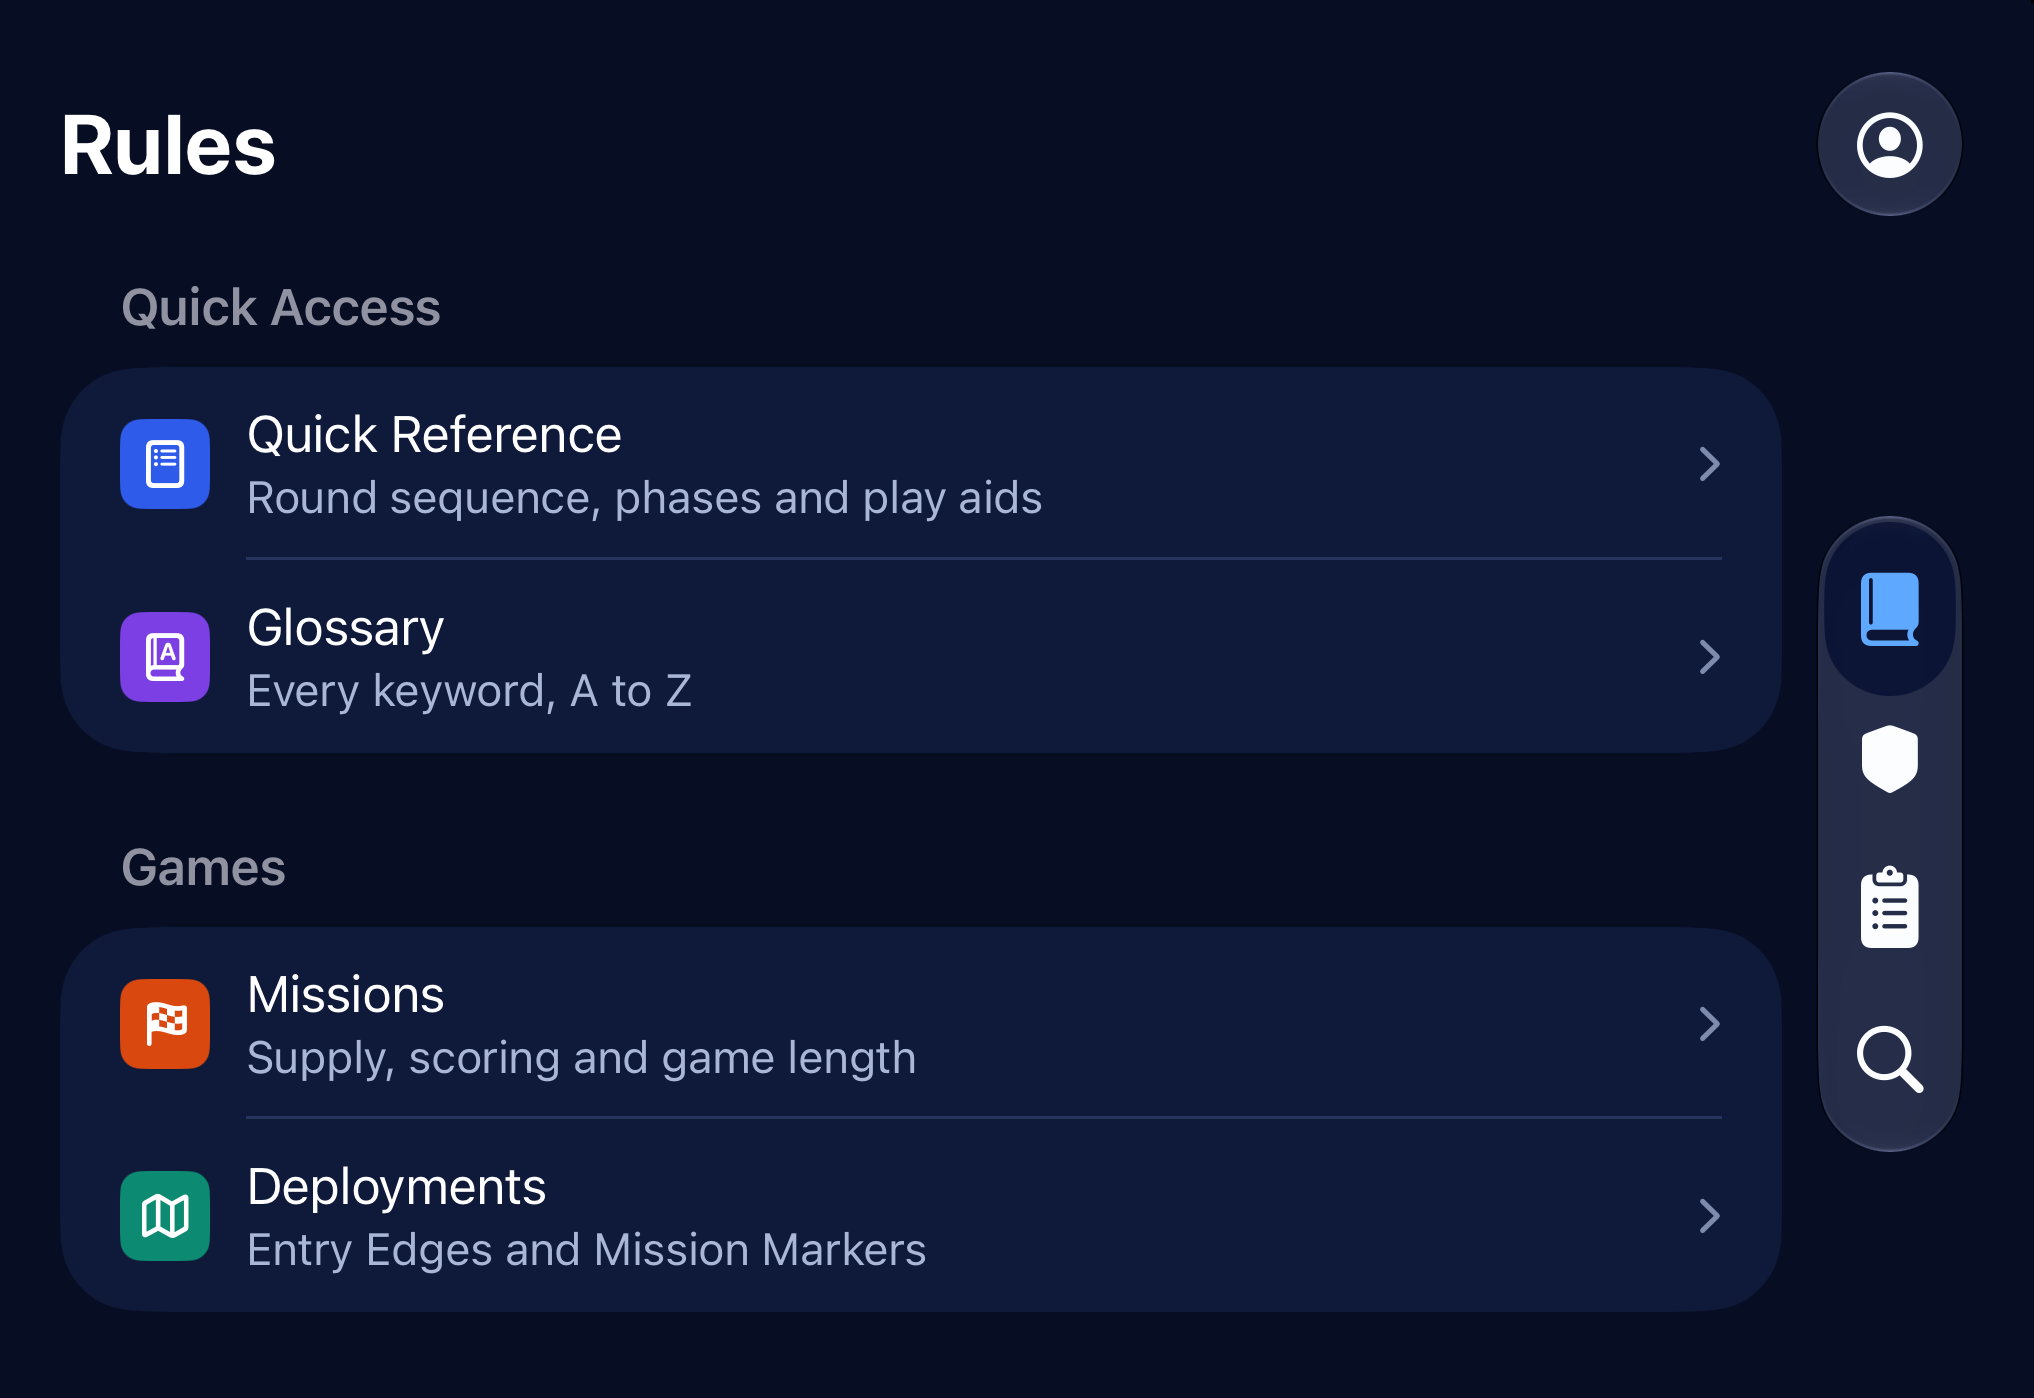 Rules
Quick Access
Quick Reference
Round sequence, phases and play aids
Glossary
Every keyword, A to Z
Games
Missions
Supply, scoring and game length
Deployments
Entry Edges and Mission Markers